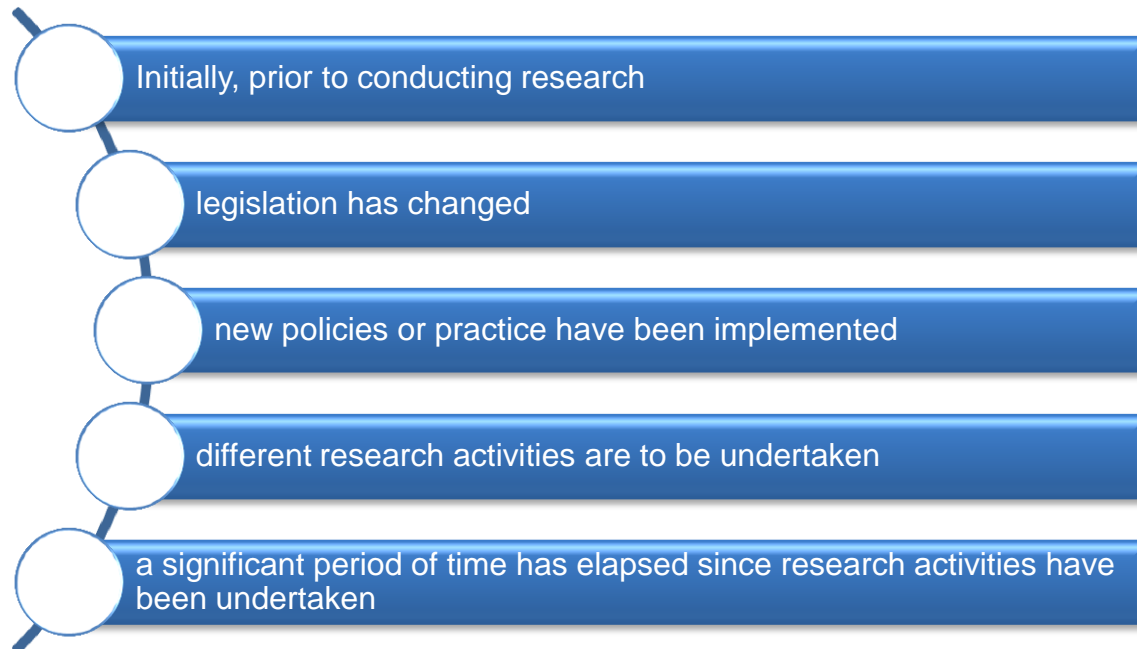 Initially, prior to conducting research
legislation has changed
new policies or practice have been implemented
different research activities are to be undertaken
a significant period of time has elapsed since research activities have
been undertaken